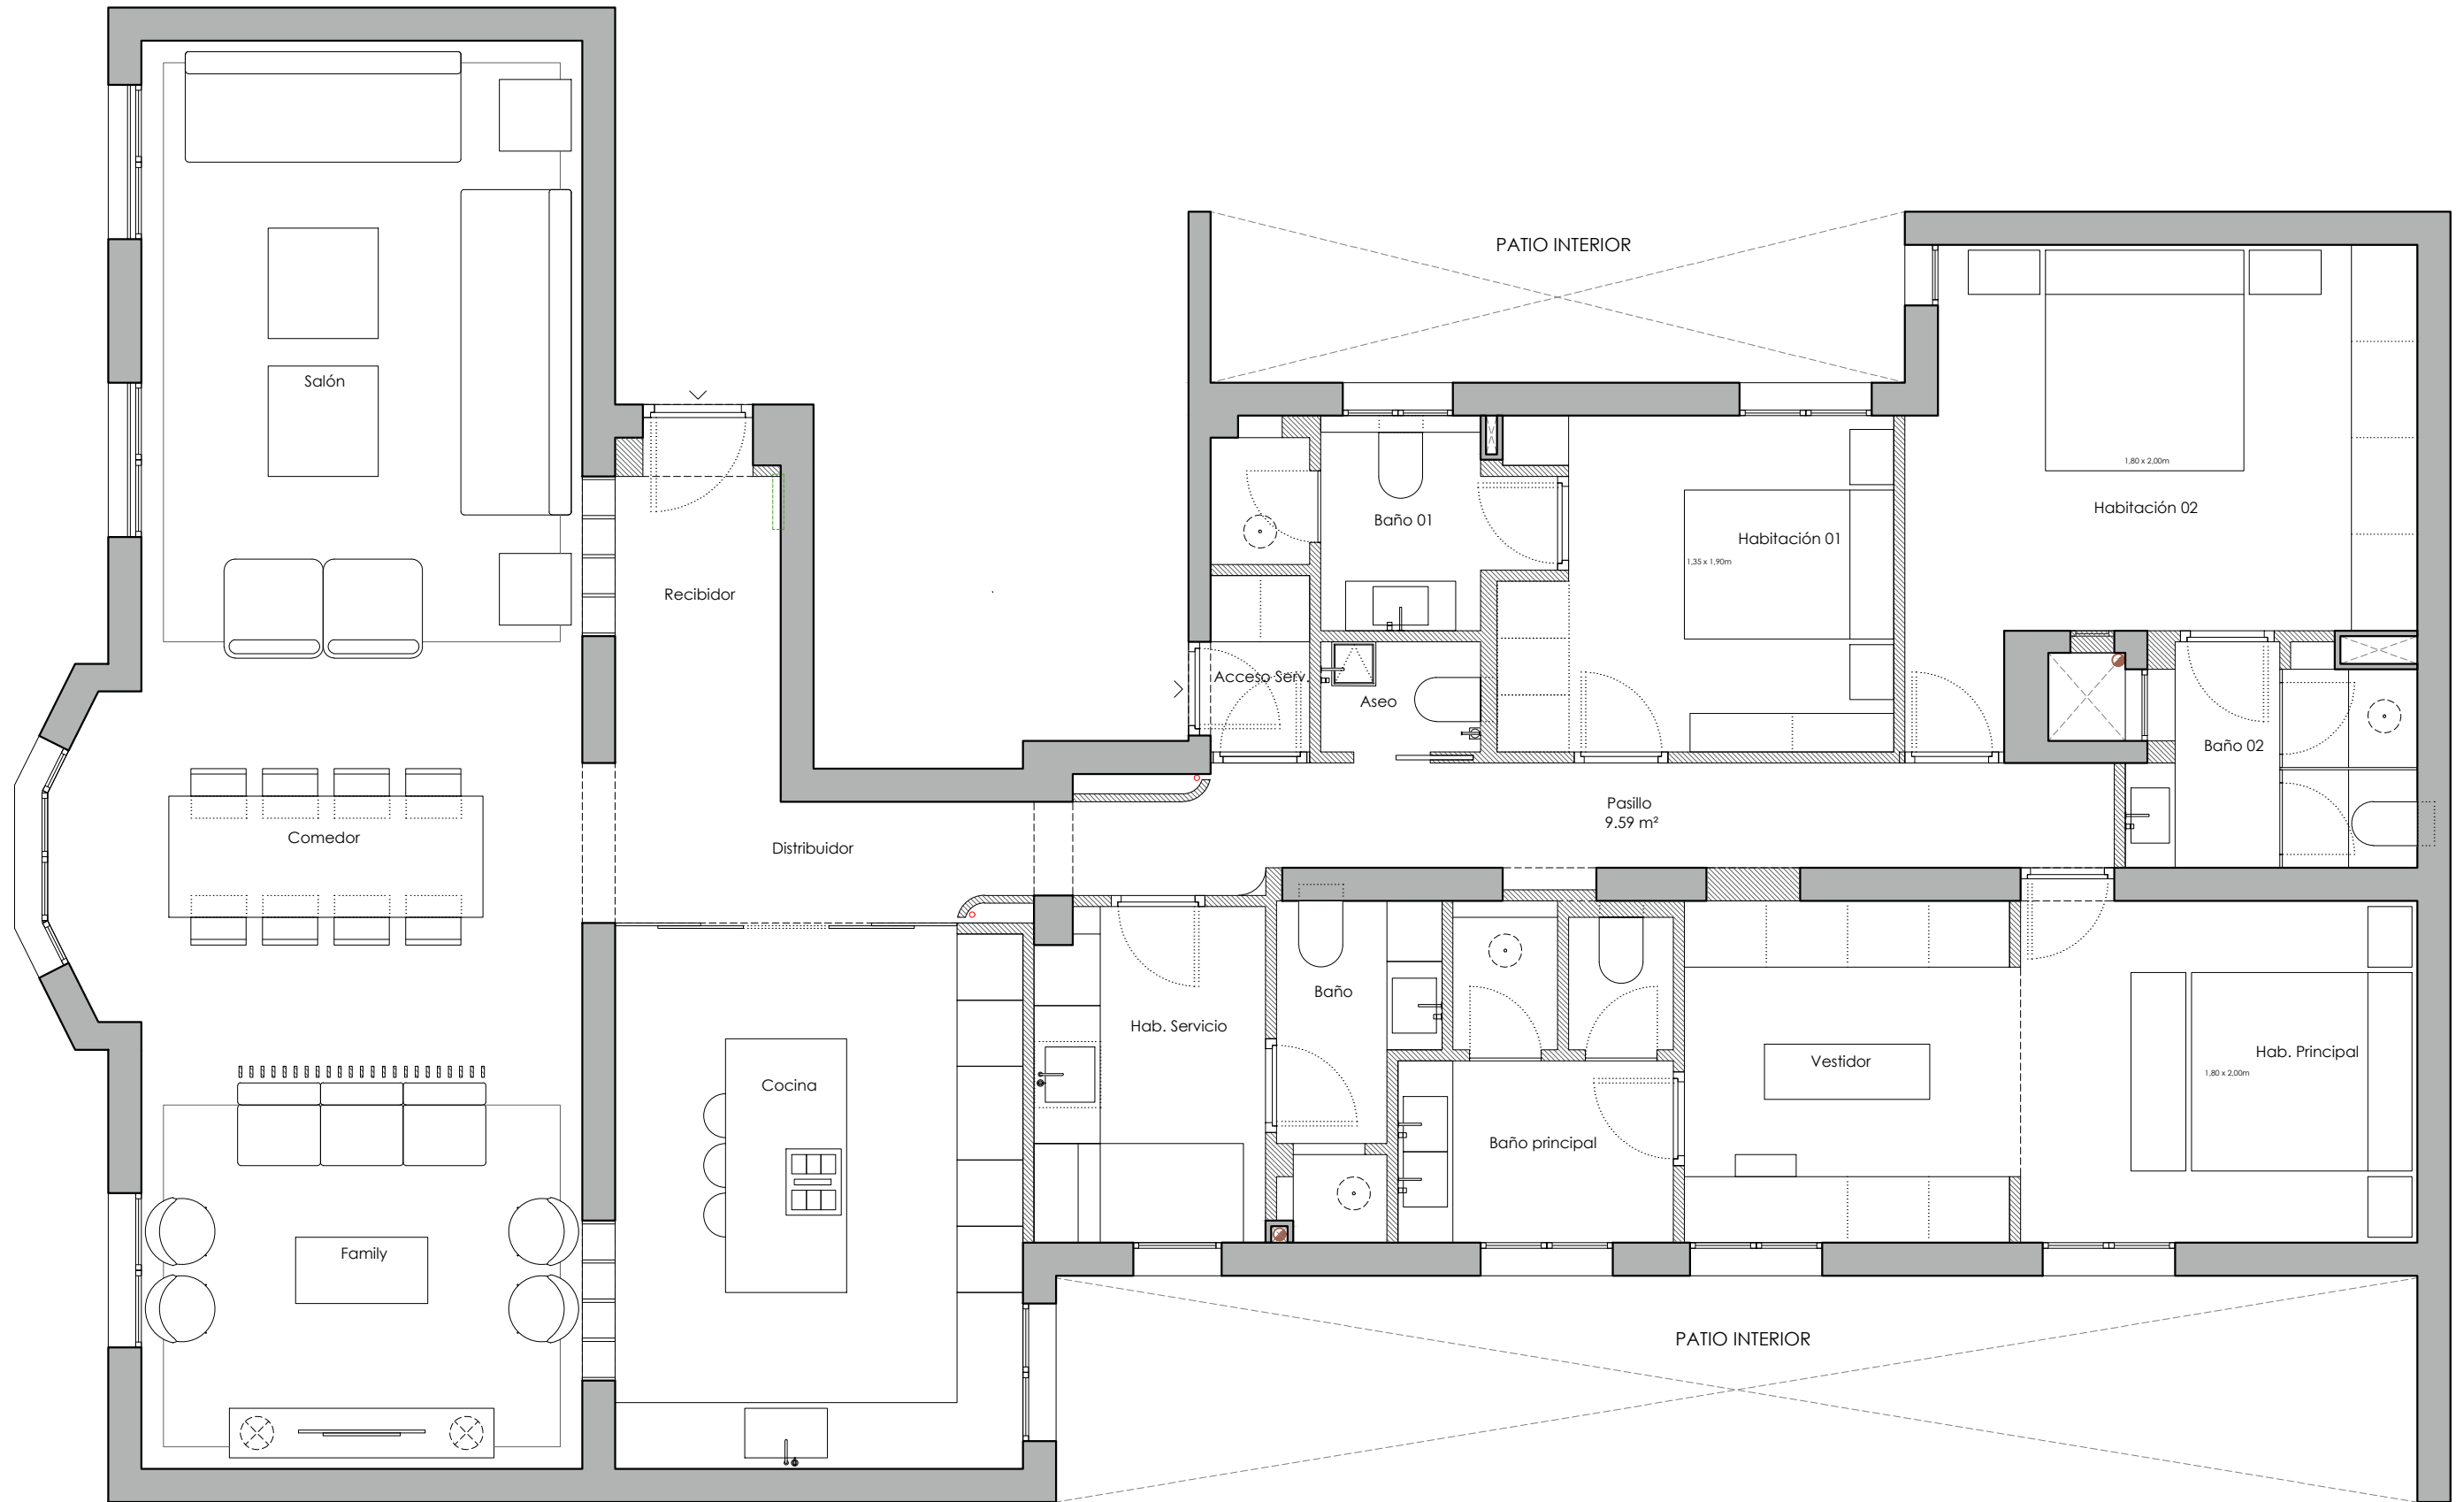 PATIO INTERIOR
Salón
1,80 x 2,00m
Habitación 02
Baño 01
Habitación 01
1,35 x 1,90m
Recibidor
Acceso Serv.
Aseo
Baño 02
Pasillo
9.59 m²
Comedor
Distribuidor
Baño
Hab. Servicio
Hab. Principal
1,80 x 2,00m
Vestidor
Cocina
Baño principal
Family
PATIO INTERIOR